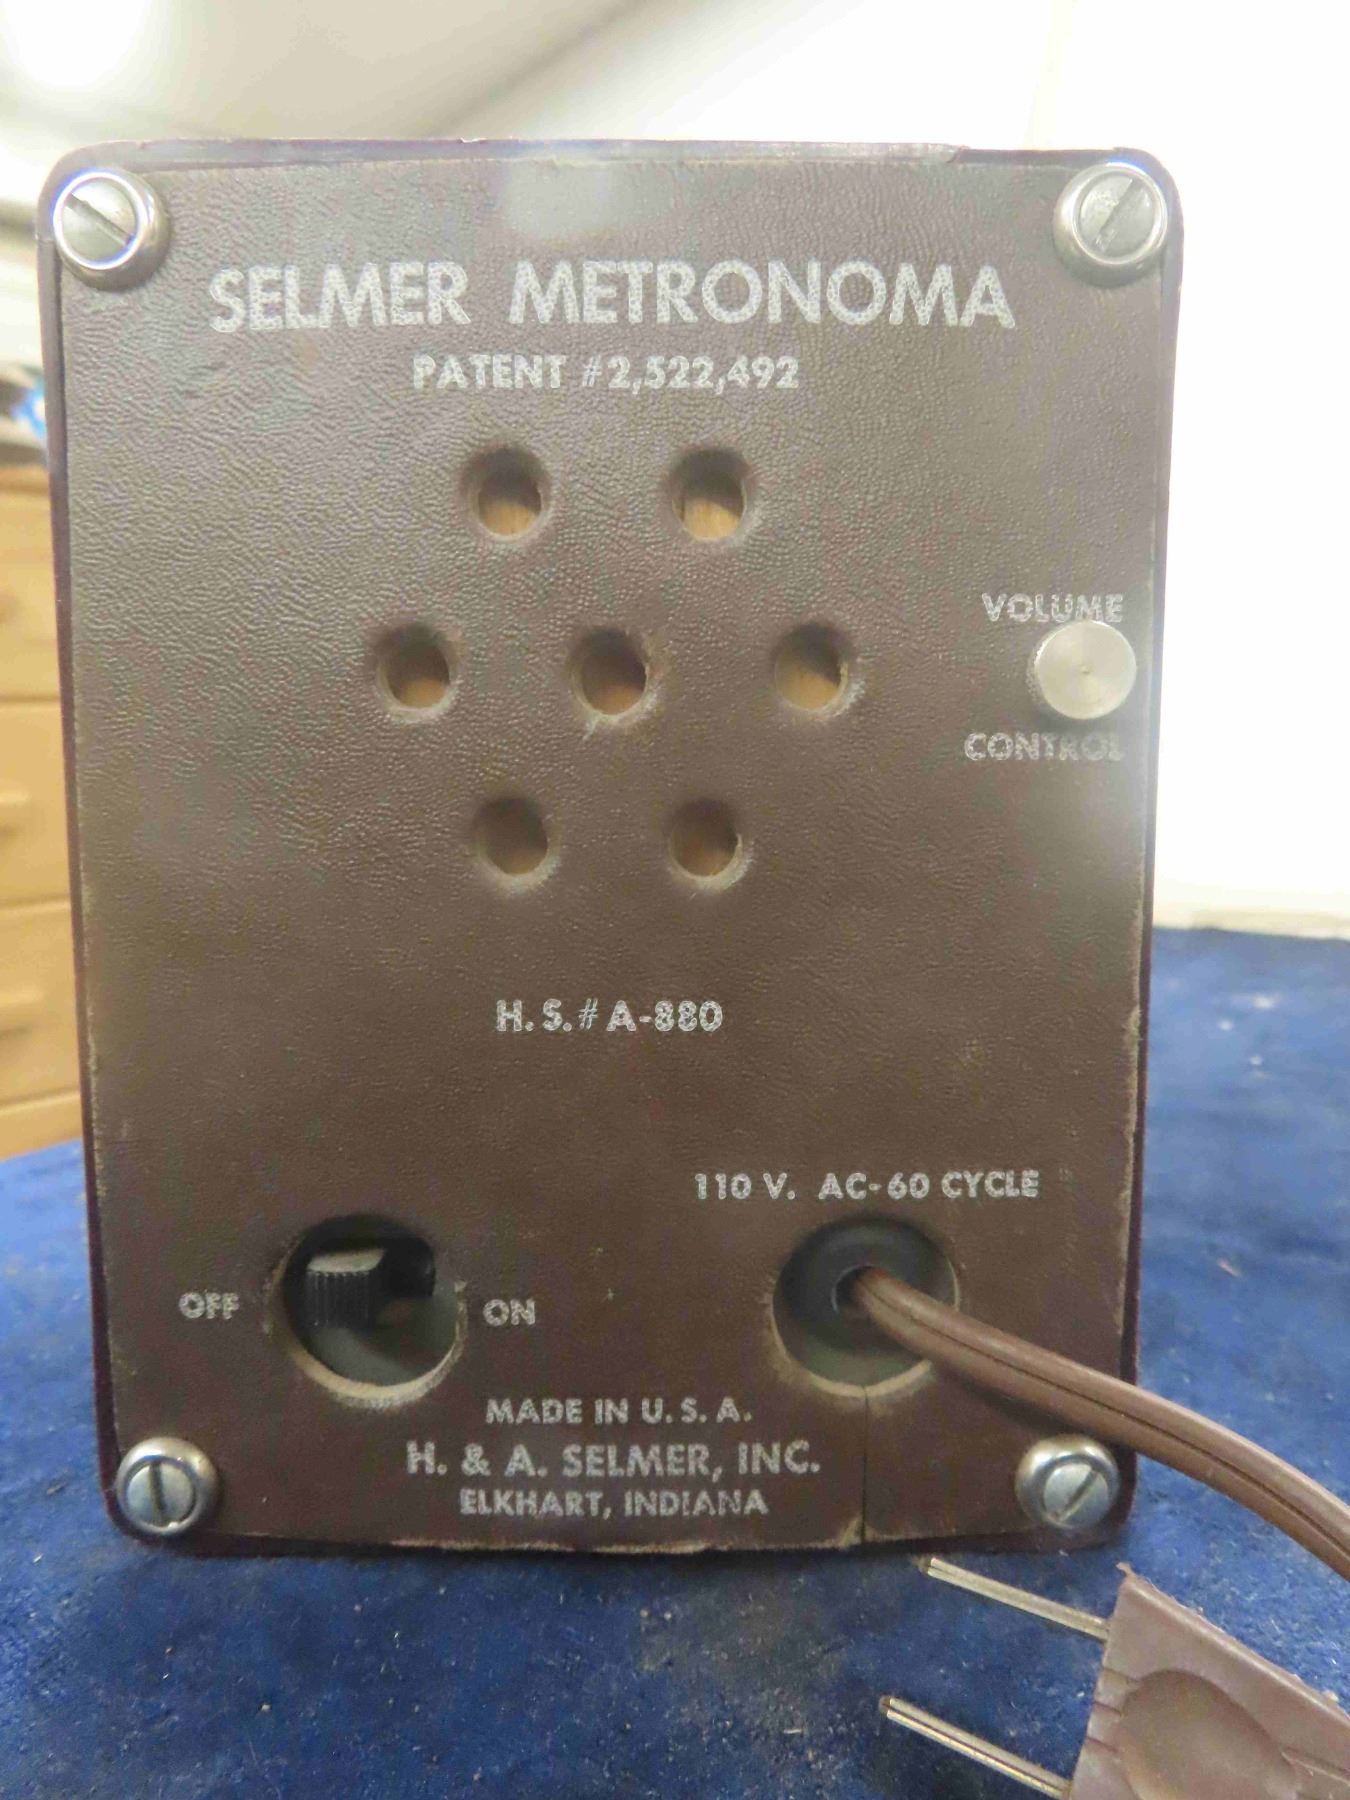 SELMER METRONOMA
PATENT #2,522,492
VOLUME
CONTROL
H. S. # A-880
110 V. AC-60 CYCLE
OFF
ON
MADE IN U. S. A.
H. & A. SELMER, INC.
ELKHART, INDIANA